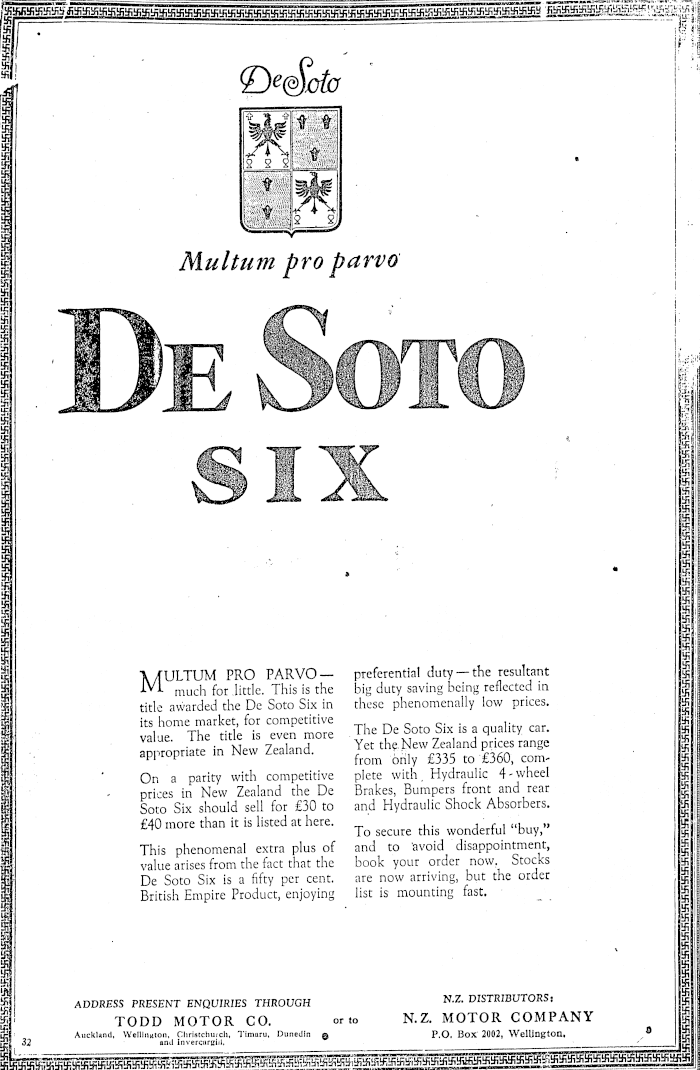 De Soto
Multum pro parvo
DE SOTO
SIX
MULTUM PRO PARVO—
much for little. This is the
title awarded the De Soto Six in
its home market, for competitive
value. The title is even more
appropriate in New Zealand.
On a parity with competitive
prices in New Zealand the De
Soto Six should sell for £30 to
£40 more than it is listed at here.
This phenomenal extra plus of
value arises from the fact that the
De Soto Six is a fifty per cent.
British Empire Product, enjoying
preferential duty—the resultant
big duty saving being reflected in
these phenomenally low prices.
The De Soto Six is a quality car.
Yet the New Zealand prices range
from only £335 to £360, com-
plete with Hydraulic 4-wheel
Brakes, Bumpers front and rear
and Hydraulic Shock Absorbers.
To secure this wonderful "buy,"
and to avoid disappointment,
book your order now. Stocks
are now arriving, but the order
list is mounting fast.
ADDRESS PRESENT ENQUIRIES THROUGH
TODD MOTOR CO.
Auckland, Wellington, Christchurch, Timaru, Dunedin
and Invercargill.
or to
N.Z. DISTRIBUTORS:
N.Z. MOTOR COMPANY
P.O. Box 2002, Wellington.
32